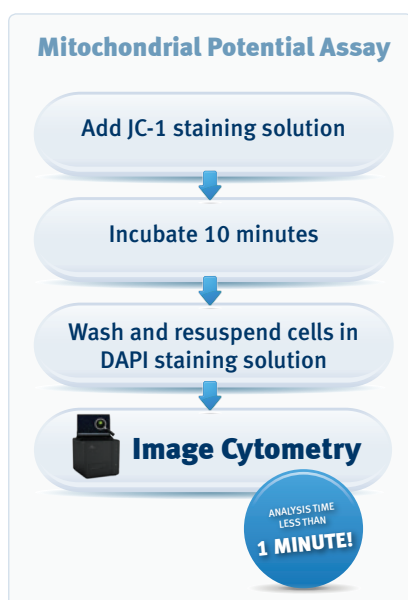 Mitochondrial Potential Assay
Add JC-1 staining solution
Incubate 10 minutes
Wash and resuspend cells in
DAPI staining solution
Image Cytometry
ANALYSIS TIME
LESS THAN
1 MINUTE!